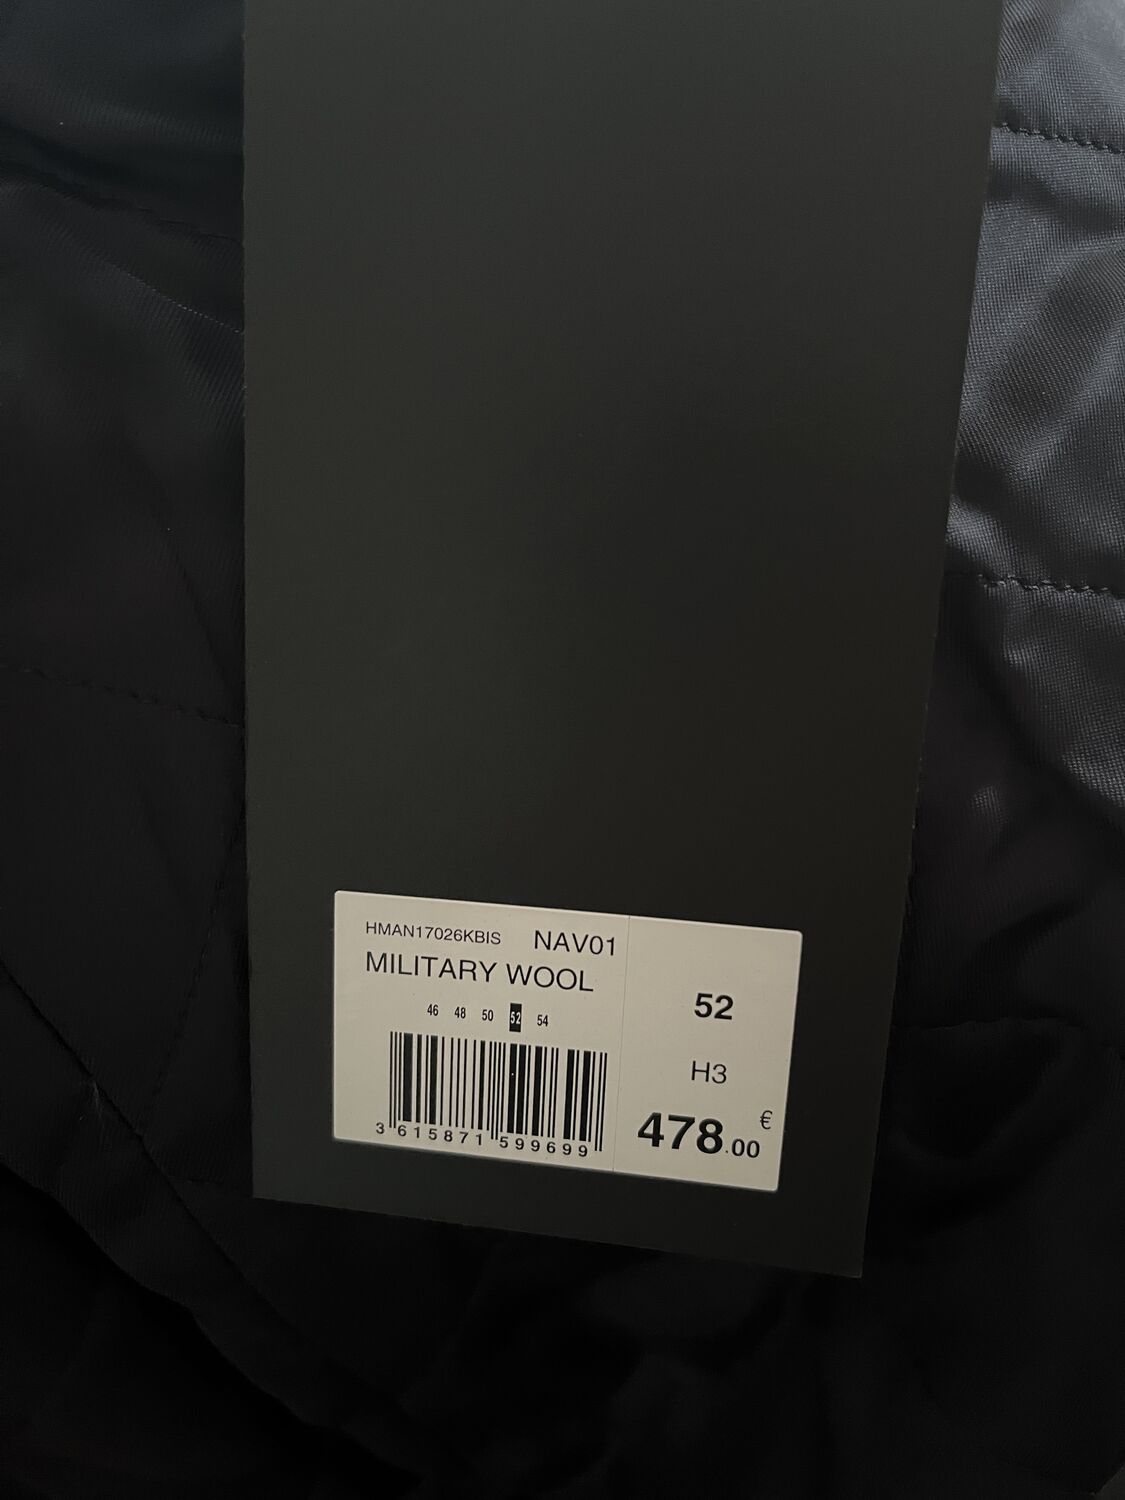 HMAN17026KBIS NAV01
MILITARY WOOL
46 48 50 52 54
3 615871 599699
52
H3
478.00 €